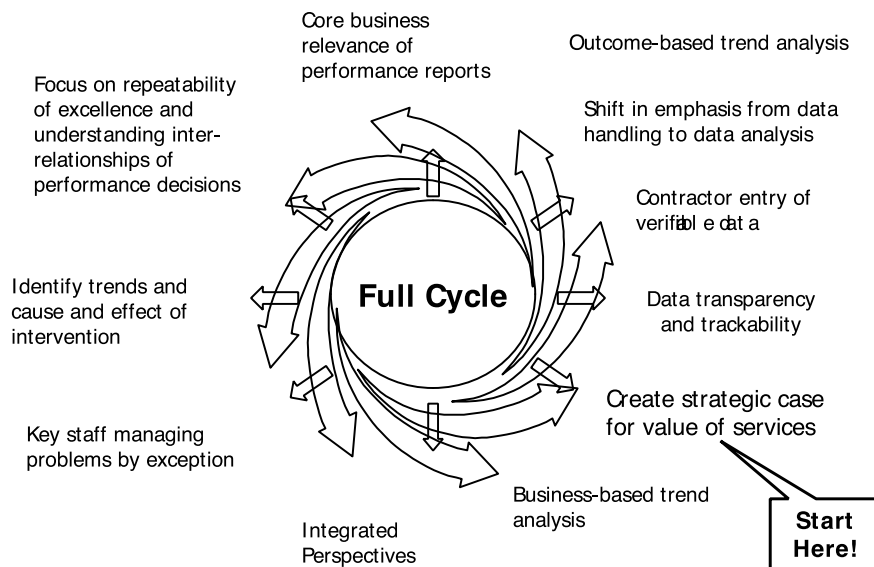 Core business
relevance of
performance reports
Outcome-based trend analysis
Shift in emphasis from data
handling to data analysis
Contractor entry of
verifiable data
Data transparency
and trackability
Create strategic case
for value of services
Start
Here!
Business-based trend
analysis
Integrated
Perspectives
Key staff managing
problems by exception
Identify trends and
cause and effect of
intervention
Focus on repeatability
of excellence and
understanding inter-
relationships of
performance decisions
Full Cycle